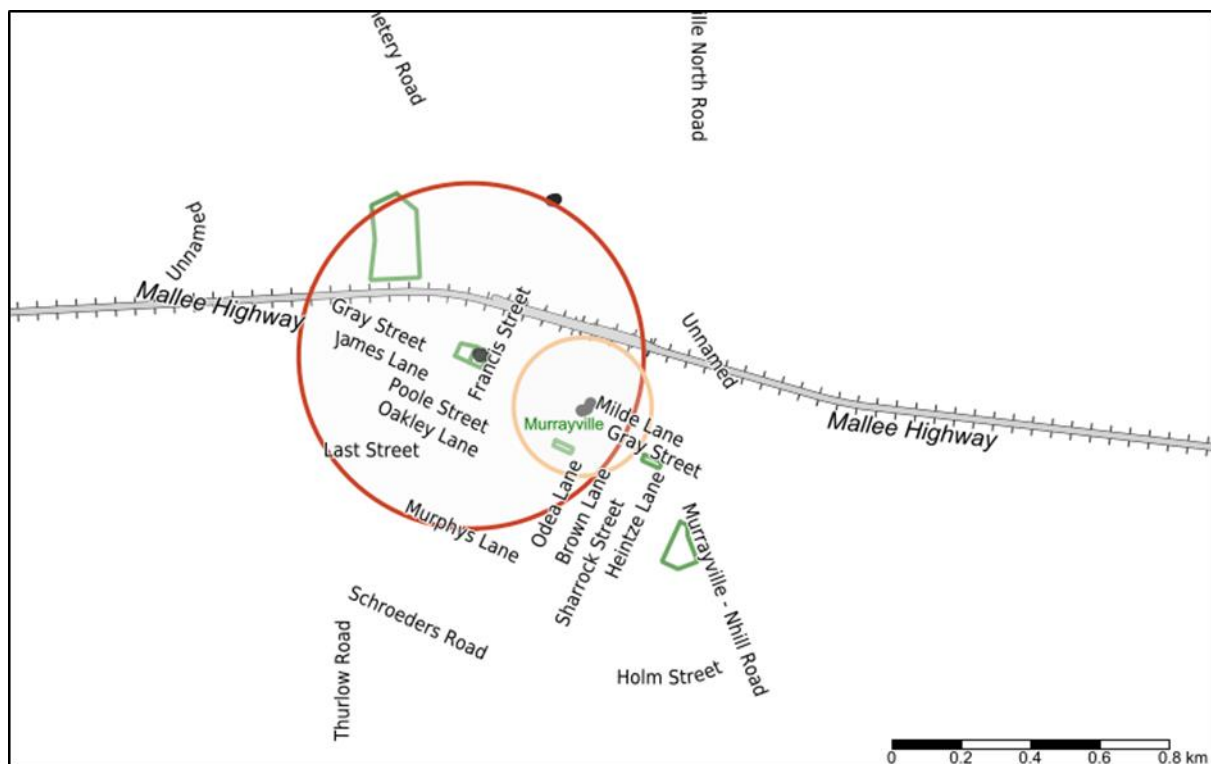 netery Road
ille North Road
Unnamed
Mallee Highway
Gray Street
James Lane
Francis Street
Poole Street
Oakley Lane
Last Street
Unnamed
Milde Lane
Murrayville
Gray Street
Mallee Highway
Murphys Lane
Odea Lane
Brown Lane
Sharrock Street
Heintze Lane
Murrayville - Nhill Road
Schroeders Road
Thurlow Road
Holm Street
0 0.2 0.4 0.6 0.8 km